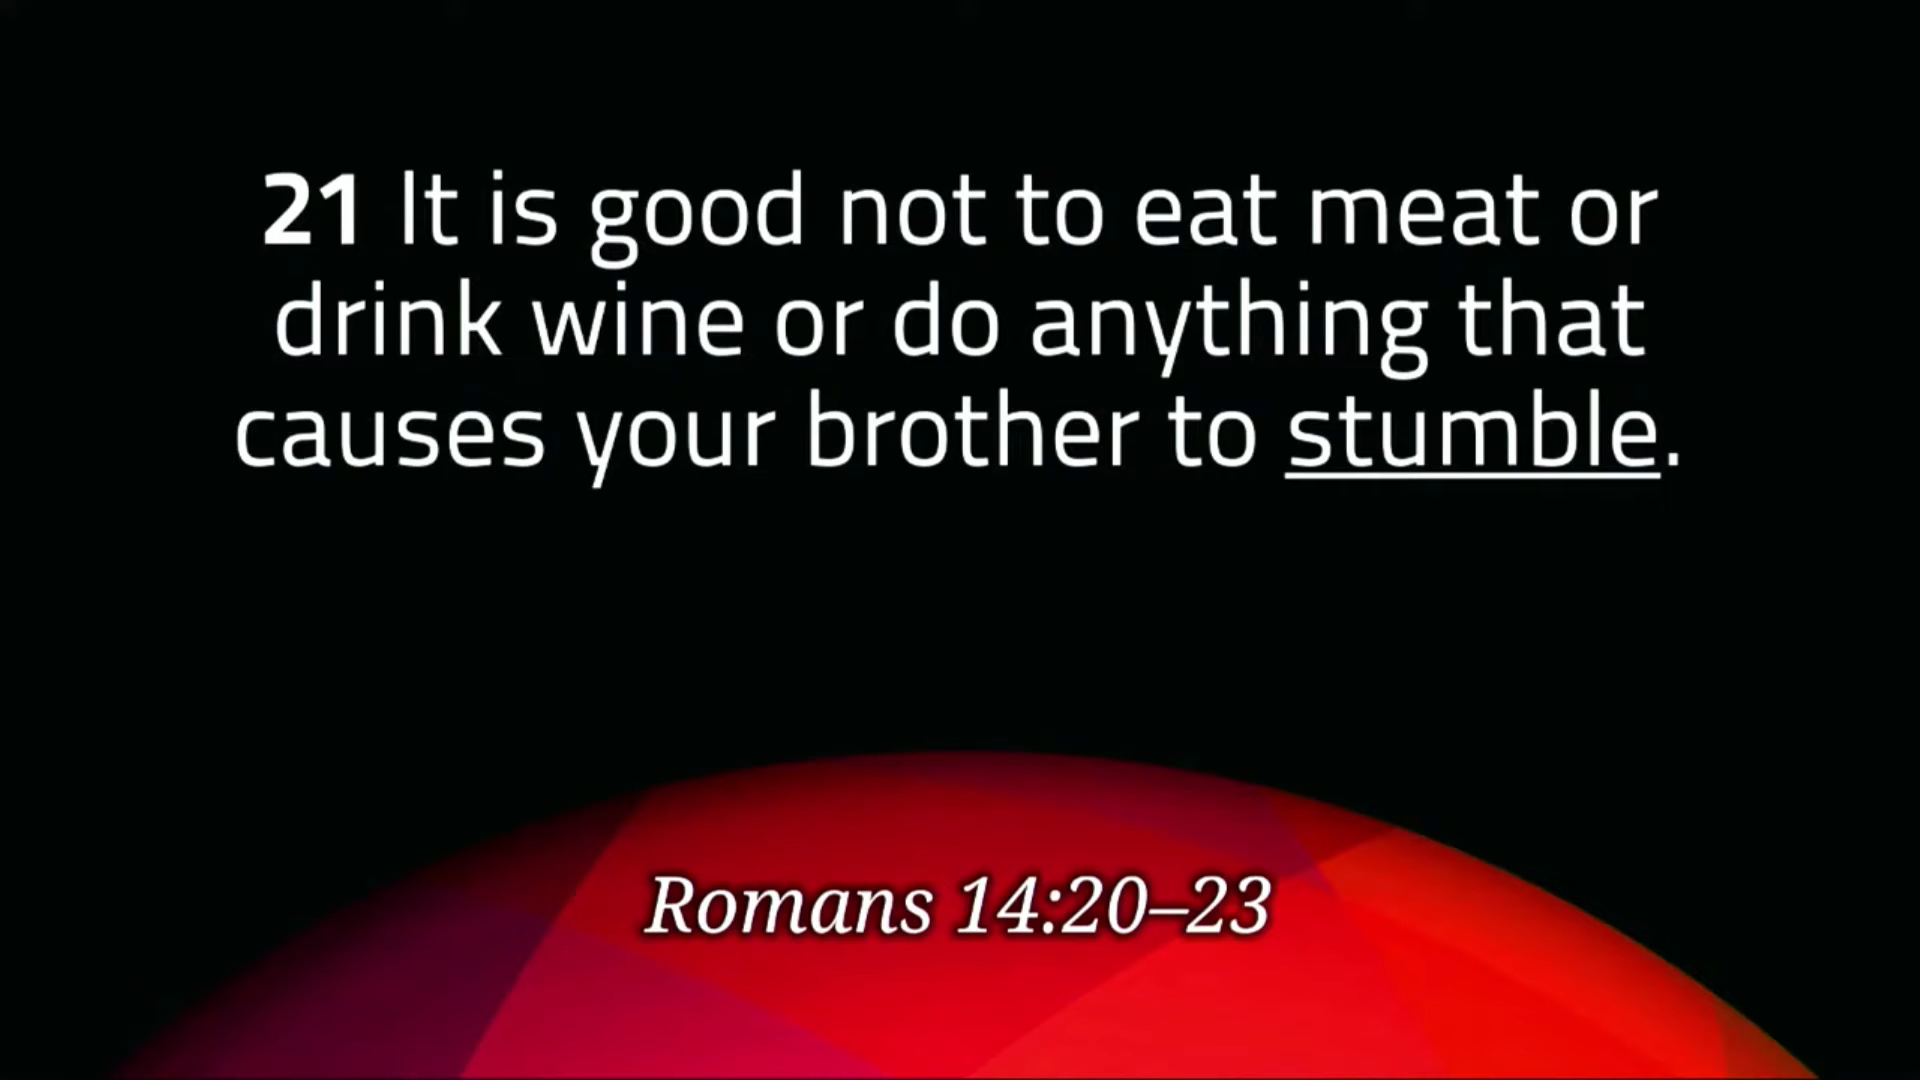 21 It is good not to eat meat or
drink wine or do anything that
causes your brother to stumble.
Romans 14:20–23